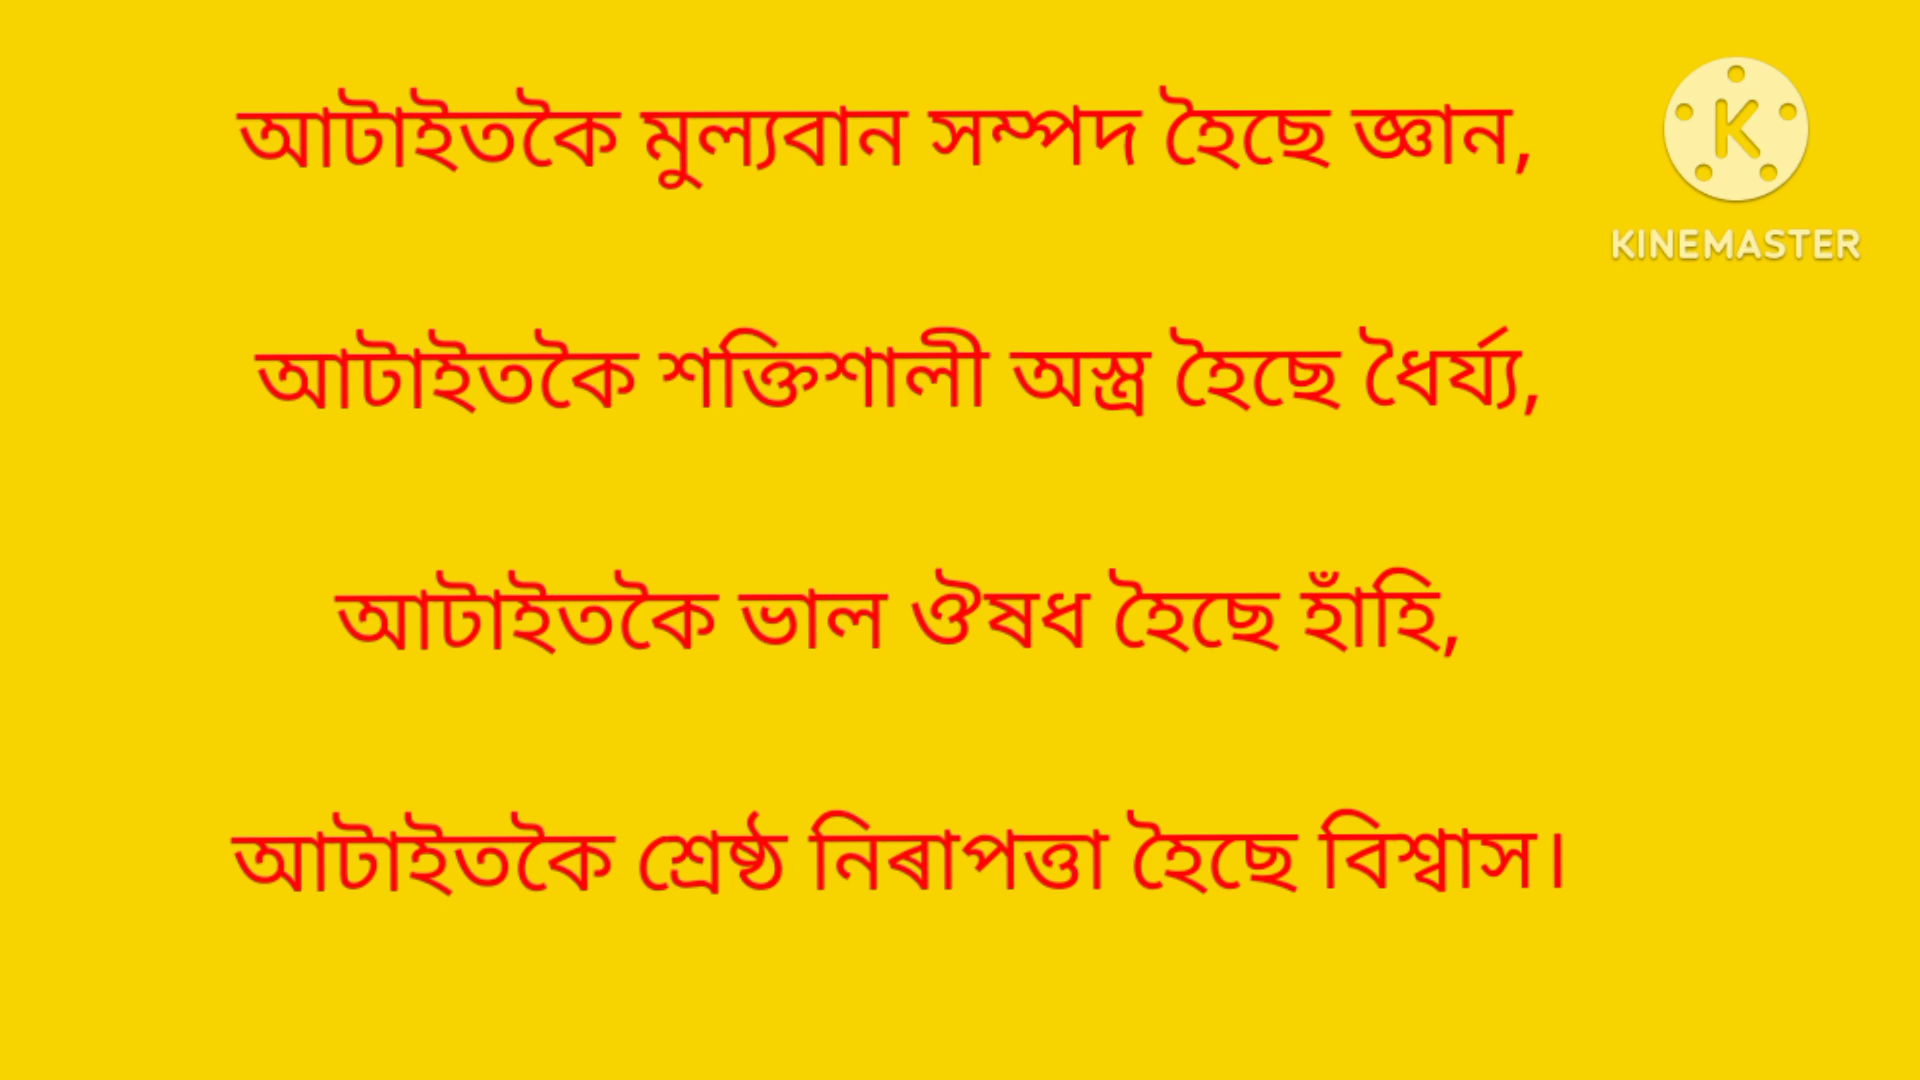 আটাইতকৈ মুল্যবান সম্পদ হৈছে জ্ঞান,
KINEMASTER
আটাইতকৈ শক্তিশালী অস্ত্ৰ হৈছে ধৈৰ্য্য,
আটাইতকৈ ভাল ঔষধ হৈছে হাঁহি,
আটাইতকৈ শ্ৰেষ্ঠ নিৰাপত্তা হৈছে বিশ্বাস।